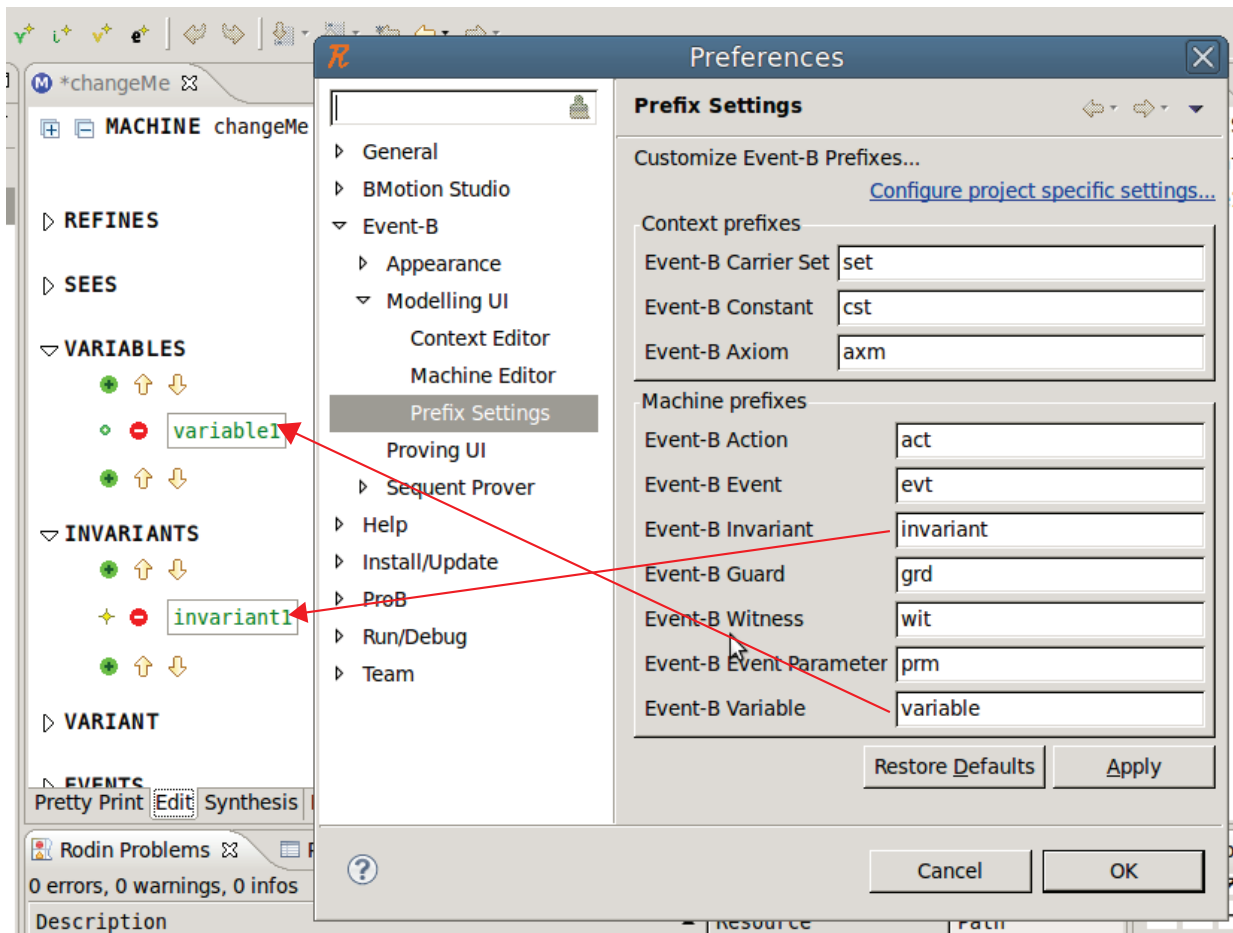 Preferences
*changeMe
MACHINE changeMe
REFINES
SEES
VARIABLES
variable1
INVARIANTS
invariant1
VARIANT
EVENTS
Pretty Print Edit Synthesis
Rodin Problems
0 errors, 0 warnings, 0 infos
Description
Resource
Path
General
BMotion Studio
Event-B
Appearance
Modelling UI
Context Editor
Machine Editor
Prefix Settings
Proving UI
Sequent Prover
Help
Install/Update
ProB
Run/Debug
Team
Prefix Settings
Customize Event-B Prefixes...
Configure project specific settings...
Context prefixes
Event-B Carrier Set set
Event-B Constant cst
Event-B Axiom axm
Machine prefixes
Event-B Action act
Event-B Event evt
Event-B Invariant invariant
Event-B Guard grd
Event-B Witness wit
Event-B Event Parameter prm
Event-B Variable variable
Restore Defaults Apply
Cancel OK